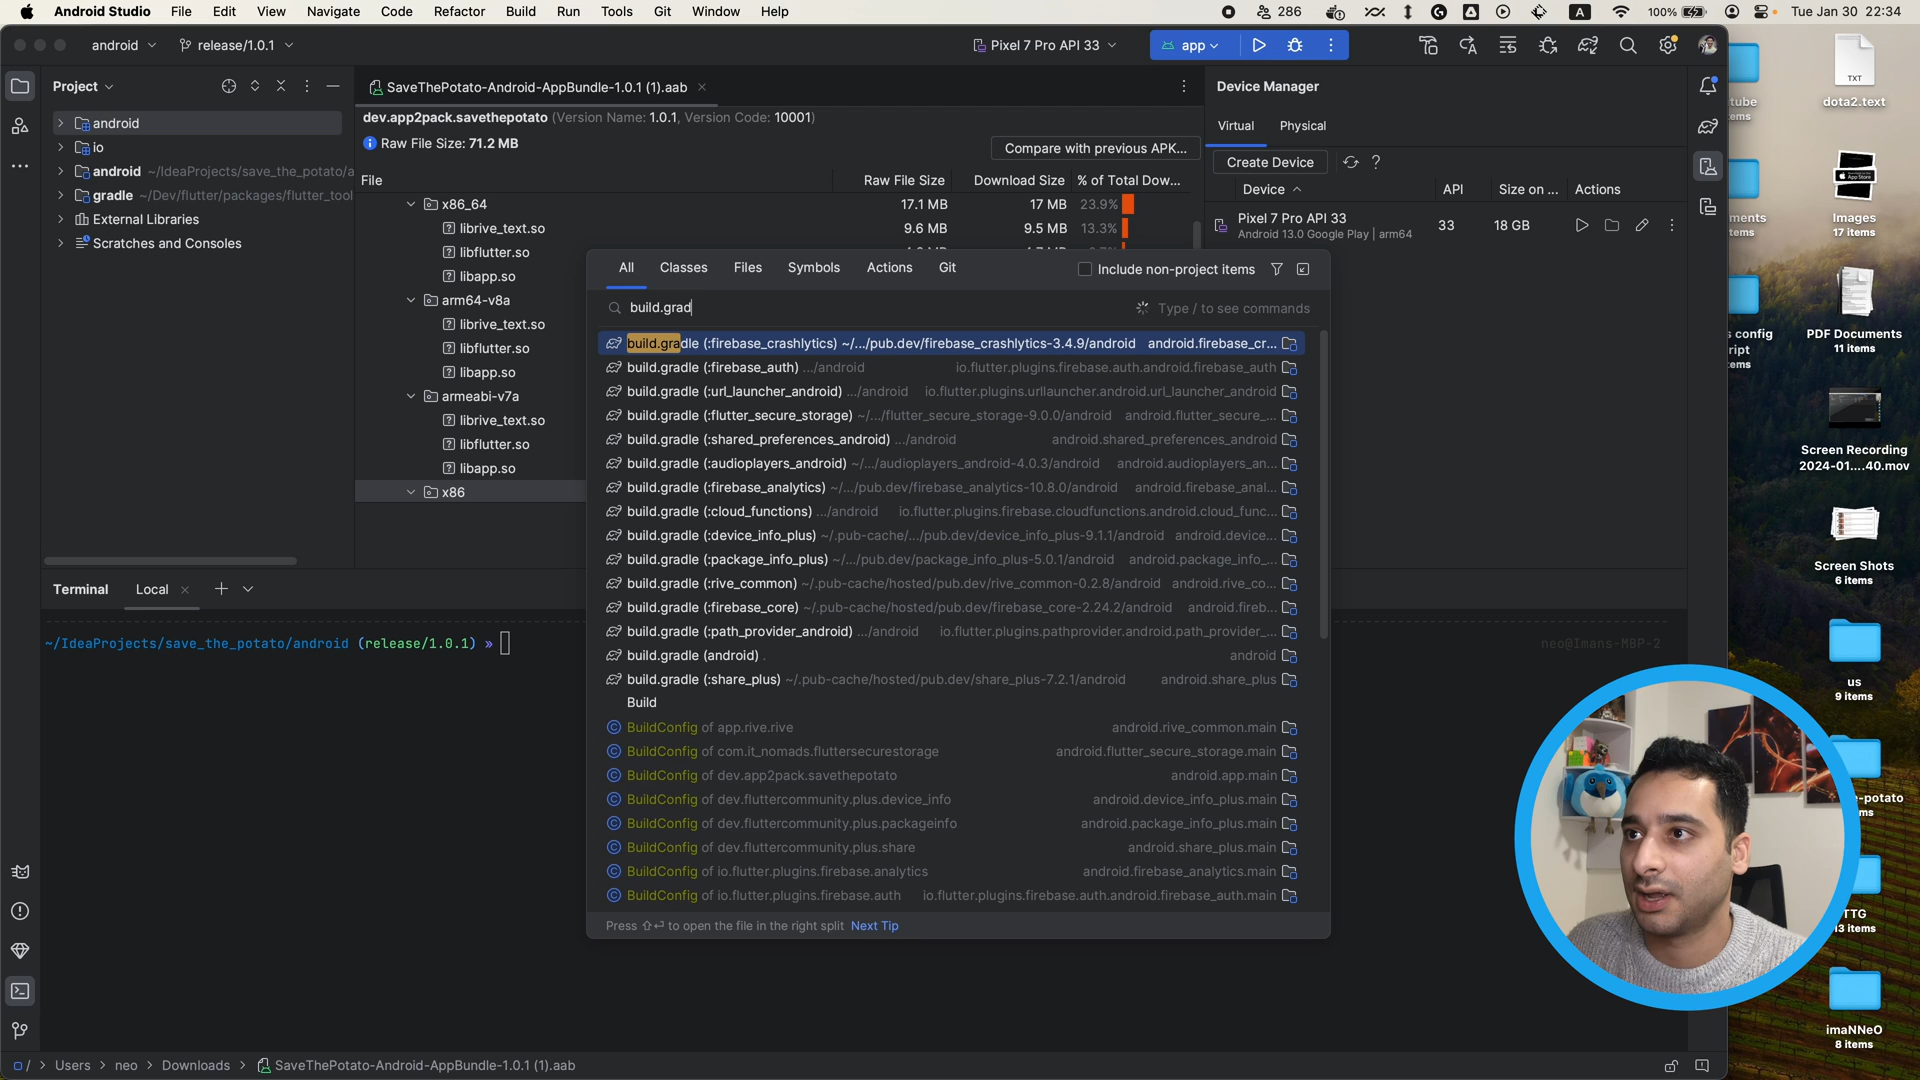 Android Studio File Edit View Navigate Code Refactor Build Run Tools Git Window Help 286 A 100% Tue Jan 30 22:34
android release/1.0.1 Pixel 7 Pro API 33 app
Project SaveThePotato-Android-AppBundle-1.0.1 (1).aab Device Manager
dev.app2pack.savethepotato (Version Name: 1.0.1, Version Code: 10001)
Raw File Size: 71.2 MB
Compare with previous APK...
File Raw File Size Download Size % of Total Dow...
x86_64 17.1 MB 17 MB 23.9%
librive_text.so 9.6 MB 9.5 MB 13.3%
libflutter.so
libapp.so
arm64-v8a
librive_text.so
libflutter.so
libapp.so
armeabi-v7a
librive_text.so
libflutter.so
libapp.so
x86
android
io
android ~/IdeaProjects/save_the_potato/a
gradle ~/Dev/flutter/packages/flutter_tool
External Libraries
Scratches and Consoles
Virtual Physical
Create Device ?
Device API Size on ... Actions
Pixel 7 Pro API 33 33 18 GB
Android 13.0 Google Play | arm64
All Classes Files Symbols Actions Git Include non-project items
build.grad Type / to see commands
build.gradle (:firebase_crashlytics) ~/.../pub.dev/firebase_crashlytics-3.4.9/android android.firebase_cr...
build.gradle (:firebase_auth) .../android io.flutter.plugins.firebase.auth.android.firebase_auth
build.gradle (:url_launcher_android) .../android io.flutter.plugins.urllauncher.android.url_launcher_android
build.gradle (:flutter_secure_storage) ~/.../flutter_secure_storage-9.0.0/android android.flutter_secure_...
build.gradle (:shared_preferences_android) .../android android.shared_preferences_android
build.gradle (:audioplayers_android) ~/.../audioplayers_android-4.0.3/android android.audioplayers_an...
build.gradle (:firebase_analytics) ~/.../pub.dev/firebase_analytics-10.8.0/android android.firebase_anal...
build.gradle (:cloud_functions) .../android io.flutter.plugins.firebase.cloudfunctions.android.cloud_func...
build.gradle (:device_info_plus) ~/.pub-cache/.../pub.dev/device_info_plus-9.1.1/android android.device...
build.gradle (:package_info_plus) ~/.../pub.dev/package_info_plus-5.0.1/android android.package_info_...
build.gradle (:rive_common) ~/.pub-cache/hosted/pub.dev/rive_common-0.2.8/android android.rive_co...
build.gradle (:firebase_core) ~/.pub-cache/hosted/pub.dev/firebase_core-2.24.2/android android.fireb...
build.gradle (:path_provider_android) .../android io.flutter.plugins.pathprovider.android.path_provider_...
build.gradle (android) . android
build.gradle (:share_plus) ~/.pub-cache/hosted/pub.dev/share_plus-7.2.1/android android.share_plus
Build
BuildConfig of app.rive.rive android.rive_common.main
BuildConfig of com.it_nomads.fluttersecurestorage android.flutter_secure_storage.main
BuildConfig of dev.app2pack.savethepotato android.app.main
BuildConfig of dev.fluttercommunity.plus.device_info android.device_info_plus.main
BuildConfig of dev.fluttercommunity.plus.packageinfo android.package_info_plus.main
BuildConfig of dev.fluttercommunity.plus.share android.share_plus.main
BuildConfig of io.flutter.plugins.firebase.analytics android.firebase_analytics.main
BuildConfig of io.flutter.plugins.firebase.auth io.flutter.plugins.firebase.auth.android.firebase_auth.main
Press ⇧⏎ to open the file in the right split Next Tip
Terminal Local
~/IdeaProjects/save_the_potato/android (release/1.0.1) » neo@Imans-MBP-2
/ > Users > neo > Downloads > SaveThePotato-Android-AppBundle-1.0.1 (1).aab
TXT
dota2.text
App Store
Images
17 items
PDF Documents
11 items
config
Screen Recording
2024-01....40.mov
Screen Shots
6 items
us
9 items
-potato
TTG
13 items
imaNNeO
8 items